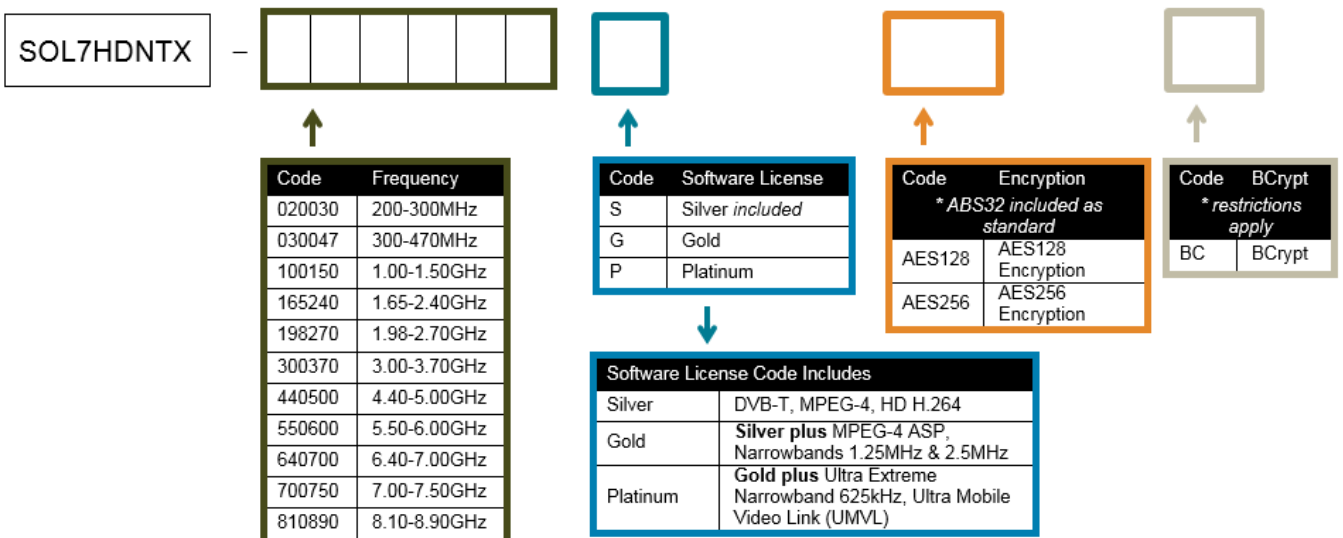 SOL7HDNTX –
Code Frequency
020030 200-300MHz
030047 300-470MHz
100150 1.00-1.50GHz
165240 1.65-2.40GHz
198270 1.98-2.70GHz
300370 3.00-3.70GHz
440500 4.40-5.00GHz
550600 5.50-6.00GHz
640700 6.40-7.00GHz
700750 7.00-7.50GHz
810890 8.10-8.90GHz
Code Software License
S Silver included
G Gold
P Platinum
Software License Code Includes
Silver DVB-T, MPEG-4, HD H.264
Gold Silver plus MPEG-4 ASP,
Narrowbands 1.25MHz & 2.5MHz
Platinum Gold plus Ultra Extreme
Narrowband 625kHz, Ultra Mobile
Video Link (UMVL)
Code Encryption
* ABS32 included as
standard
AES128 AES128
Encryption
AES256 AES256
Encryption
Code BCrypt
* restrictions
apply
BC BCrypt